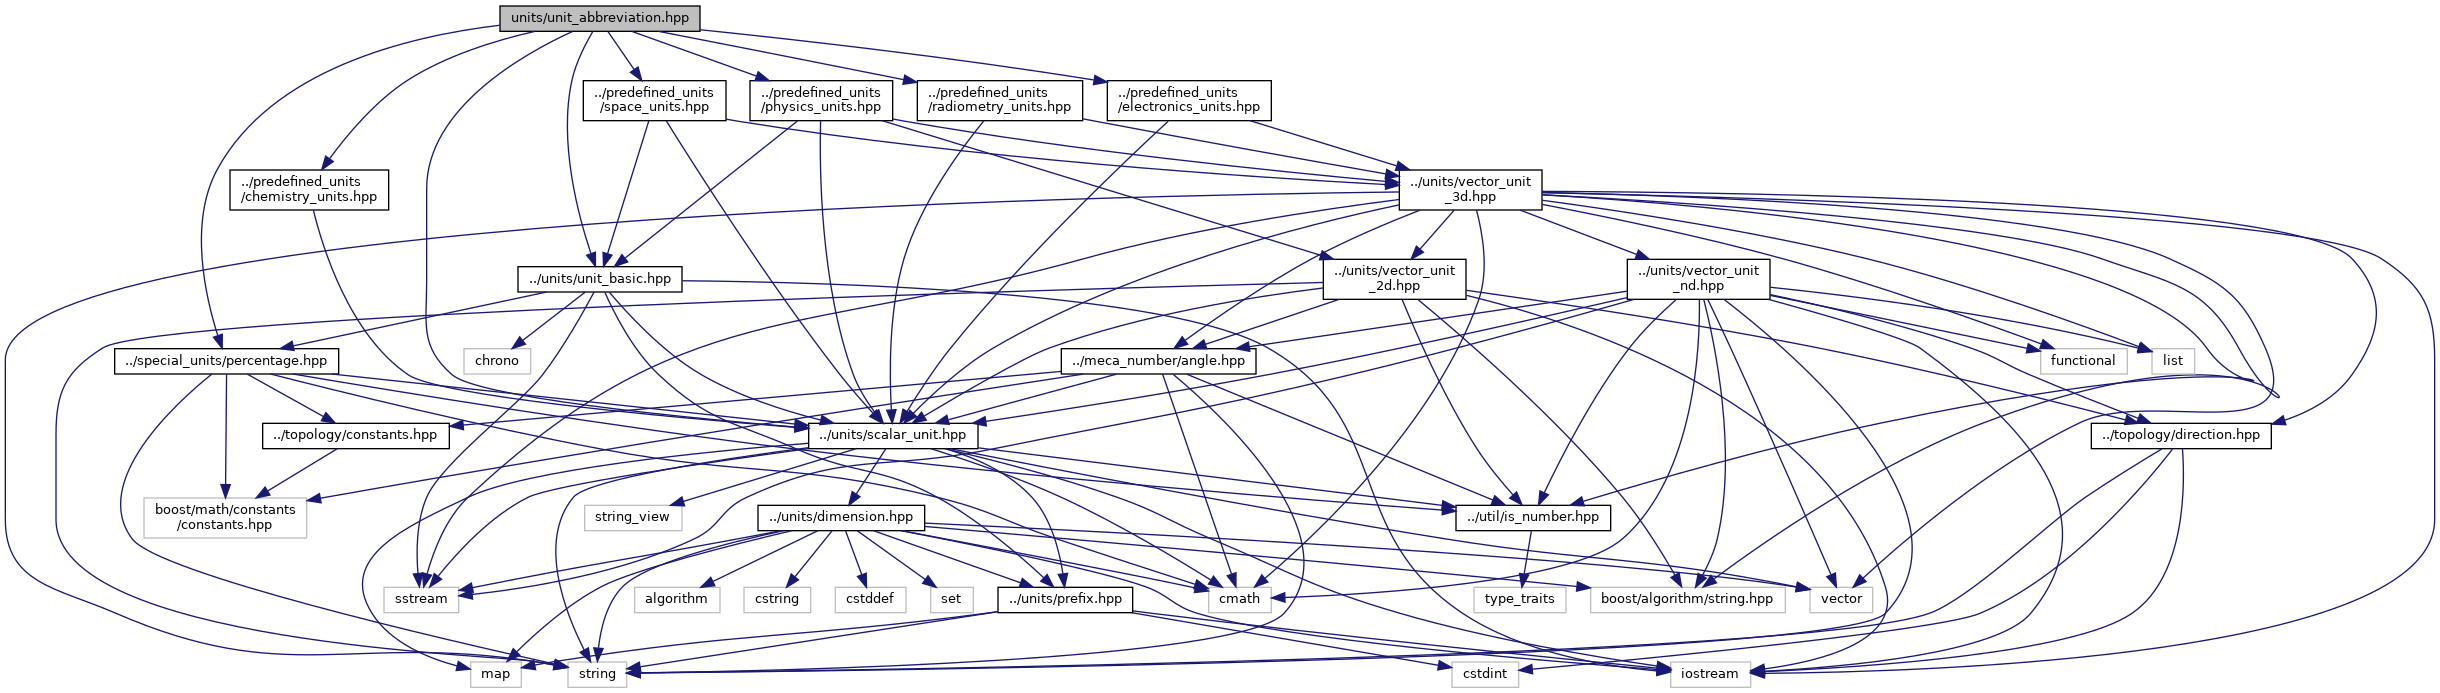 units/unit_abbreviation.hpp
../predefined_units
/space_units.hpp
../predefined_units
/physics_units.hpp
../predefined_units
/radiometry_units.hpp
../predefined_units
/electronics_units.hpp
../predefined_units
/chemistry_units.hpp
../units/vector_unit
_3d.hpp
../units/unit_basic.hpp
../units/vector_unit
_2d.hpp
../units/vector_unit
_nd.hpp
../special_units/percentage.hpp
chrono
../meca_number/angle.hpp
functional
list
../topology/constants.hpp
../units/scalar_unit.hpp
../topology/direction.hpp
boost/math/constants
/constants.hpp
string_view
../units/dimension.hpp
../util/is_number.hpp
sstream
algorithm
cstring
cstddef
set
../units/prefix.hpp
cmath
type_traits
boost/algorithm/string.hpp
vector
map
string
cstdint
iostream